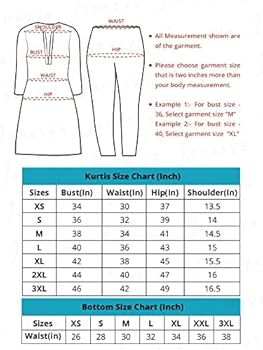 SHOULDER
BUST
WAIST
HIP
WAIST
HIP
• All Measurement shown are of the garment.
• Please choose garment size that is two inches more than your body measurement.
• Example 1:- For bust size - 36, Select garment size "M"
Example 2:- For bust size - 40, Select garment size "XL"
Kurtis Size Chart (Inch)
Sizes Bust(In) Waist(In) Hip(In) Shoulder(In)
XS 34 30 37 13.5
S 36 32 39 14
M 38 34 41 14.5
L 40 36 43 15
XL 42 38 45 15.5
2XL 44 40 47 16
3XL 46 42 49 16.5
Bottom Size Chart (Inch)
Sizes XS S M L XL XXL 3XL
Waist(In) 26 28 30 32 34 36 38